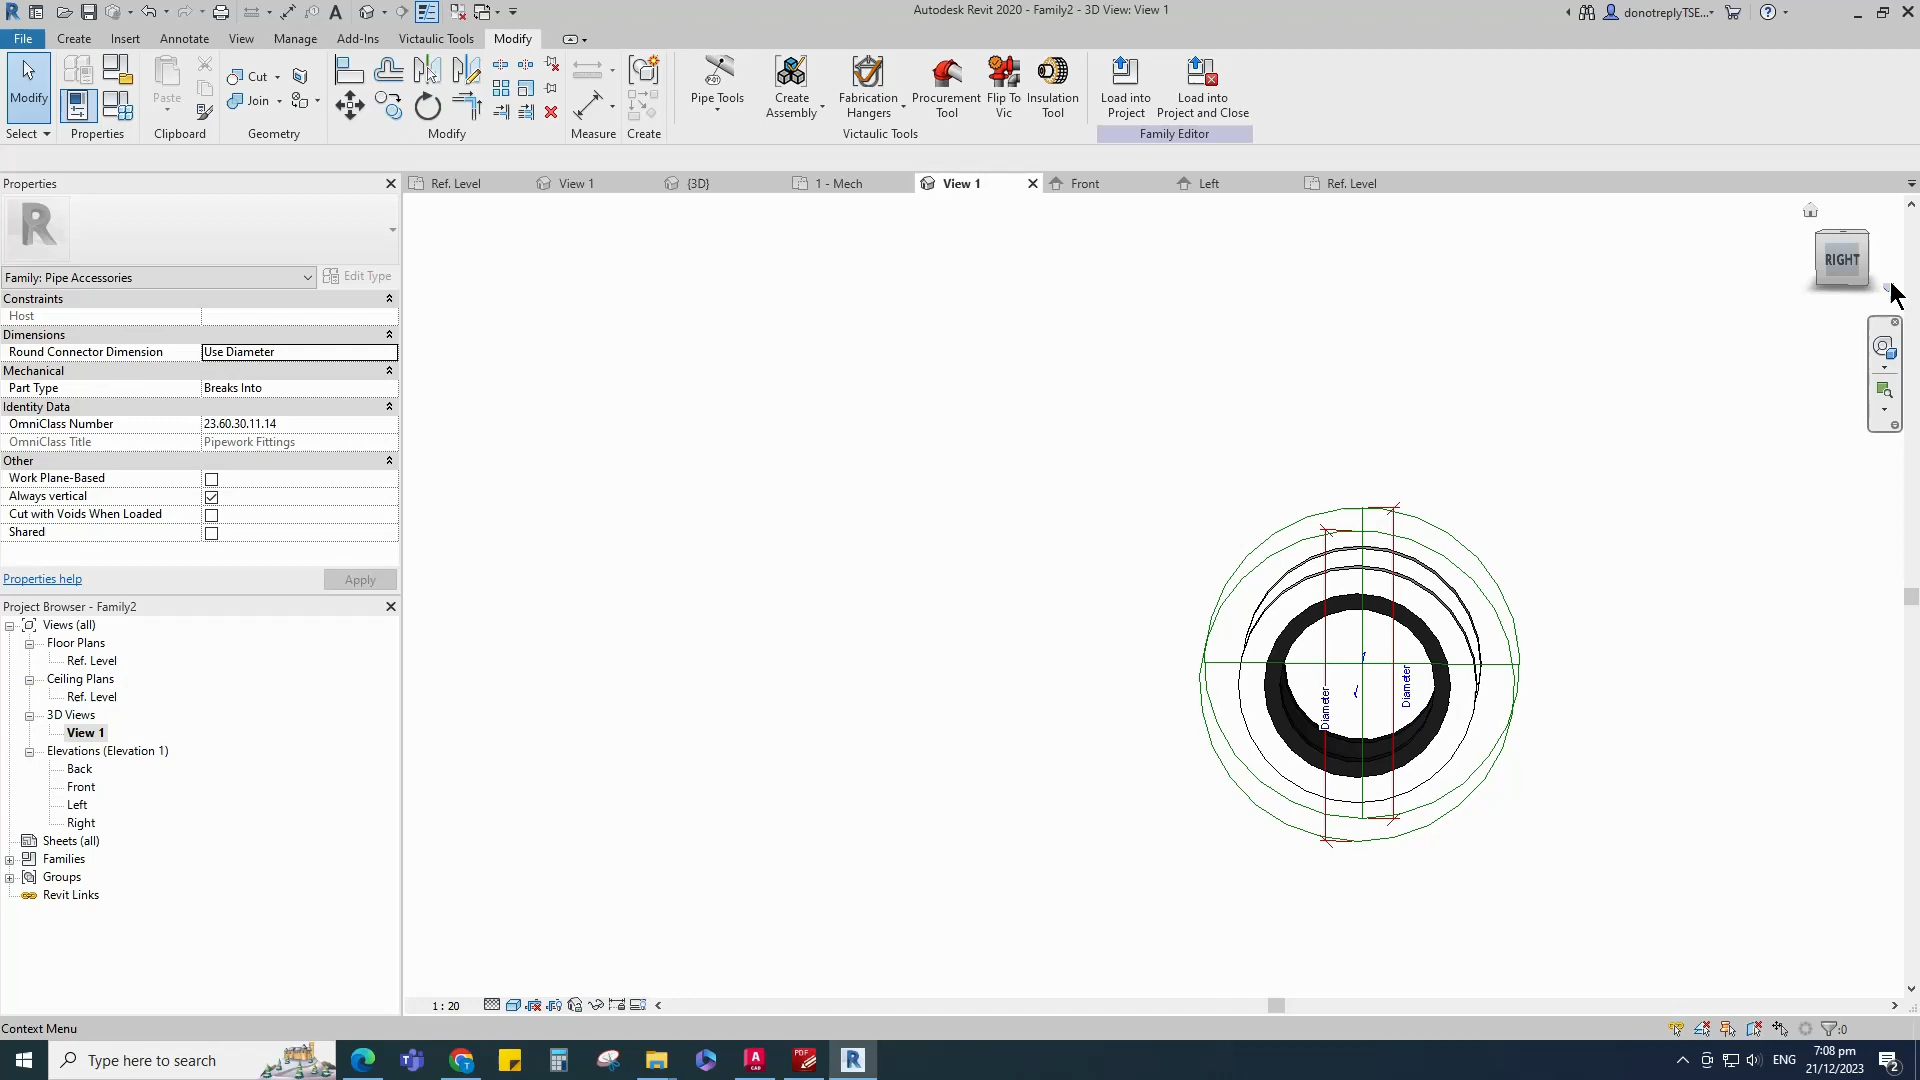 Autodesk Revit 2020 - Family2 - 3D View: View 1
donotreplyTSE...
File
Create
Insert
Annotate
View
Manage
Add-Ins
Victaulic Tools
Modify
Modify
Paste
Cut
Join
Pipe Tools
Create
Assembly
Fabrication
Hangers
Procurement
Tool
Flip To
Vic
Insulation
Tool
Load into
Project
Load into
Project and Close
Select
Properties
Clipboard
Geometry
Modify
Measure
Create
Victaulic Tools
Family Editor
Properties
Ref. Level
View 1
{3D}
1 - Mech
View 1
Front
Left
Ref. Level
R
Family: Pipe Accessories
Edit Type
Constraints
Host
Dimensions
Round Connector Dimension
Use Diameter
Mechanical
Part Type
Breaks Into
Identity Data
OmniClass Number
23.60.30.11.14
OmniClass Title
Pipework Fittings
Other
Work Plane-Based
Always vertical
Cut with Voids When Loaded
Shared
Properties help
Apply
Project Browser - Family2
Views (all)
Floor Plans
Ref. Level
Ceiling Plans
Ref. Level
3D Views
View 1
Elevations (Elevation 1)
Back
Front
Left
Right
Sheets (all)
Families
Groups
Revit Links
RIGHT
Diameter
Diameter
1 : 20
Context Menu
:0
Type here to search
ENG
7:08 pm
21/12/2023
2